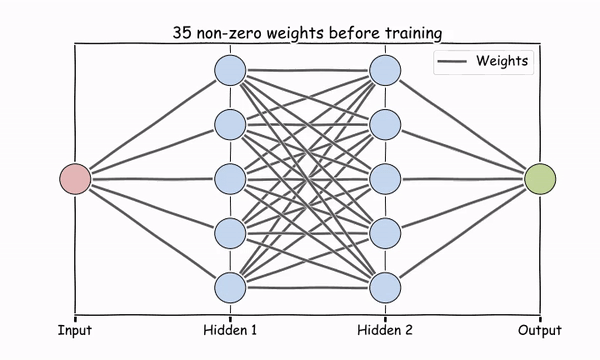 35 non-zero weights before training
Weights
Input
Hidden 1
Hidden 2
Output